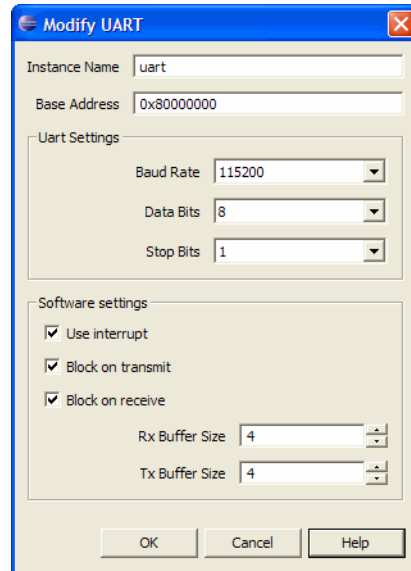 Modify UART
Instance Name uart
Base Address 0x80000000
Uart Settings
Baud Rate 115200
Data Bits 8
Stop Bits 1
Software settings
Use interrupt
Block on transmit
Block on receive
Rx Buffer Size 4
Tx Buffer Size 4
OK Cancel Help